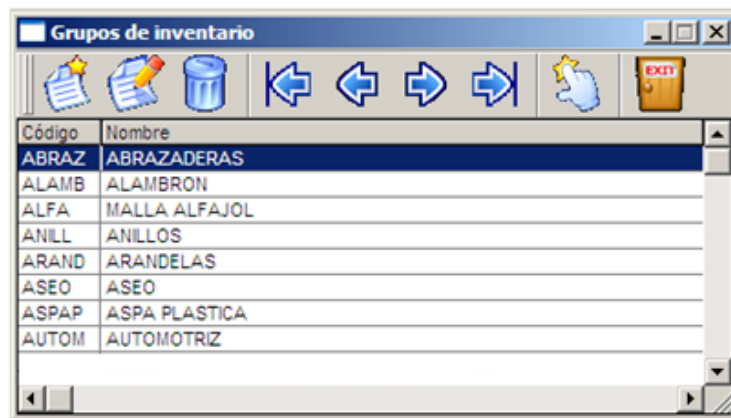 Grupos de inventario
EXIT
Código Nombre
ABRAZ ABRAZADERAS
ALAMB ALAMBRON
ALFA MALLA ALFAJOL
ANILL ANILLOS
ARAND ARANDELAS
ASEO ASEO
ASPAP ASPA PLASTICA
AUTOM AUTOMOTRIZ